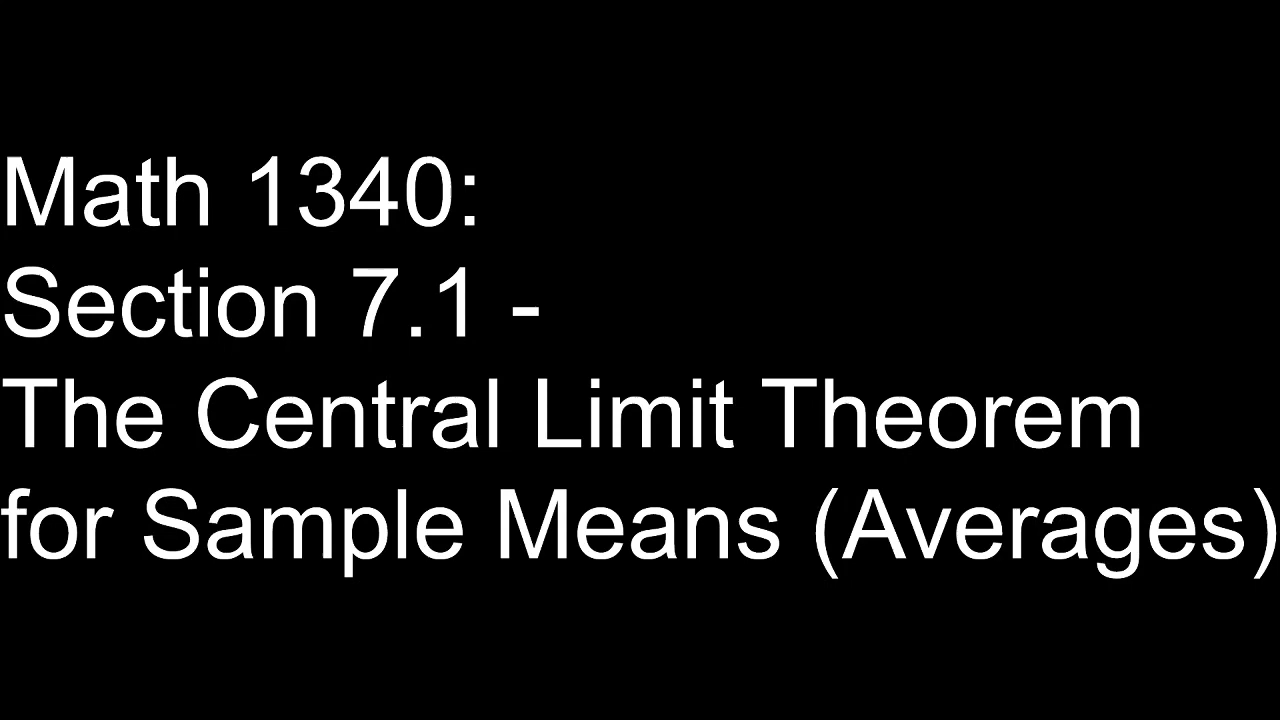 Math 1340:
Section 7.1 -
The Central Limit Theorem
for Sample Means (Averages)